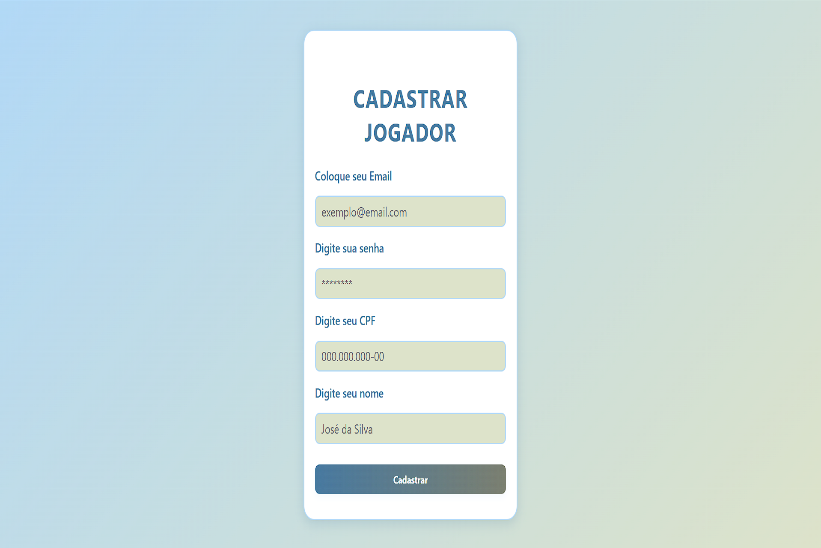 CADASTRAR
JOGADOR
Coloque seu Email
exemplo@email.com
Digite sua senha
********
Digite seu CPF
000.000.000-00
Digite seu nome
José da Silva
Cadastrar